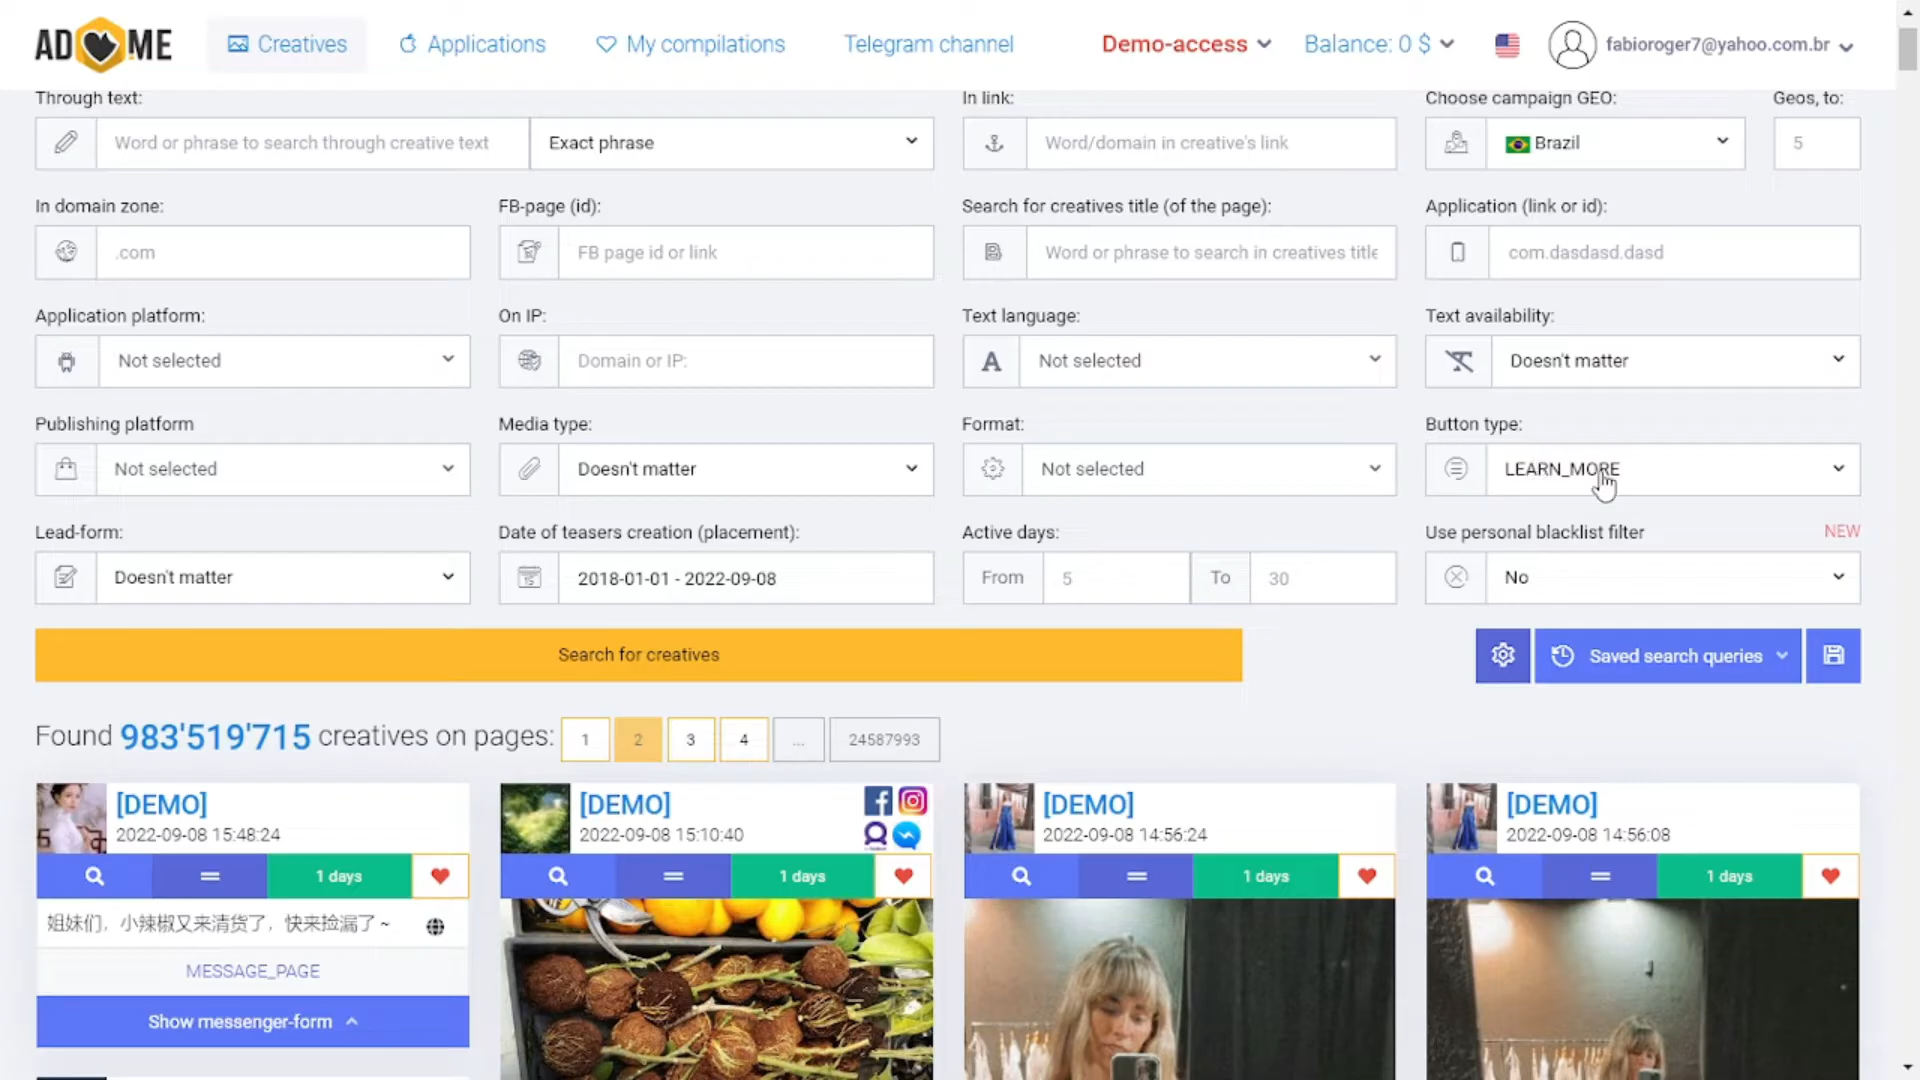 AD ME
Creatives
Applications
My compilations
Telegram channel
Demo-access
Balance: 0 $
fabioroger7@yahoo.com.br
Through text:
In link:
Choose campaign GEO:
Geos, to:
Word or phrase to search through creative text
Exact phrase
Word/domain in creative's link
Brazil
5
In domain zone:
FB-page (id):
Search for creatives title (of the page):
Application (link or id):
.com
FB page id or link
Word or phrase to search in creatives title
com.dasdasd.dasd
Application platform:
On IP:
Text language:
Text availability:
Not selected
Domain or IP:
Not selected
Doesn't matter
Publishing platform
Media type:
Format:
Button type:
Not selected
Doesn't matter
Not selected
LEARN_MORE
Lead-form:
Date of teasers creation (placement):
Active days:
Use personal blacklist filter
NEW
Doesn't matter
2018-01-01 - 2022-09-08
From
5
To
30
No
Search for creatives
Saved search queries
Found 983'519'715 creatives on pages:
1
2
3
4
...
24587993
[DEMO]
2022-09-08 15:48:24
1 days
姐妹们，小辣椒又来清货了，快来捡漏了 ~
MESSAGE_PAGE
Show messenger-form
[DEMO]
2022-09-08 15:10:40
1 days
[DEMO]
2022-09-08 14:56:24
1 days
[DEMO]
2022-09-08 14:56:08
1 days